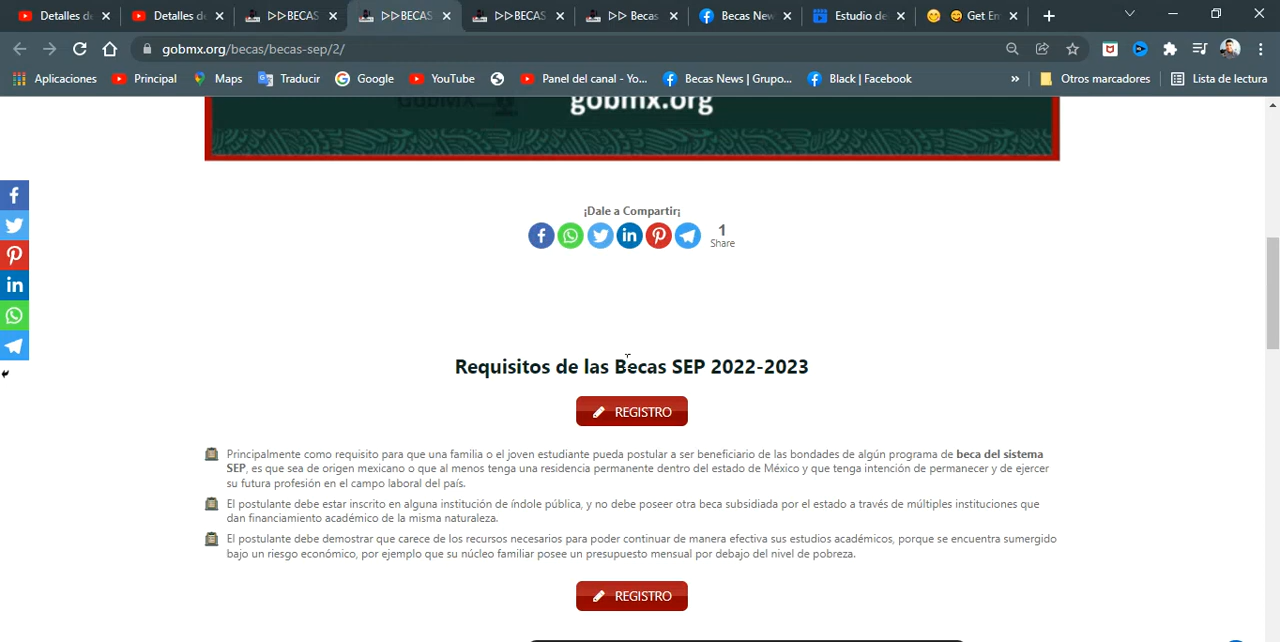 Detalles de
Detalles de
▷▷BECAS
▷▷BECAS
▷▷BECAS
▷▷ Becas
Becas New
Estudio de
Get Em
gobmx.org/becas/becas-sep/2/
Aplicaciones
Principal
Maps
Traducir
Google
YouTube
Panel del canal - Yo...
Becas News | Grupo...
Black | Facebook
»
Otros marcadores
Lista de lectura
gobmx.org
¡Dale a Compartir¡
1
Share
Requisitos de las Becas SEP 2022-2023
REGISTRO
Principalmente como requisito para que una familia o el joven estudiante pueda postular a ser beneficiario de las bondades de algún programa de beca del sistema
SEP, es que sea de origen mexicano o que al menos tenga una residencia permanente dentro del estado de México y que tenga intención de permanecer y de ejercer
su futura profesión en el campo laboral del país.
El postulante debe estar inscrito en alguna institución de índole pública, y no debe poseer otra beca subsidiada por el estado a través de múltiples instituciones que
dan financiamiento académico de la misma naturaleza.
El postulante debe demostrar que carece de los recursos necesarios para poder continuar de manera efectiva sus estudios académicos, porque se encuentra sumergido
bajo un riesgo económico, por ejemplo que su núcleo familiar posee un presupuesto mensual por debajo del nivel de pobreza.
REGISTRO